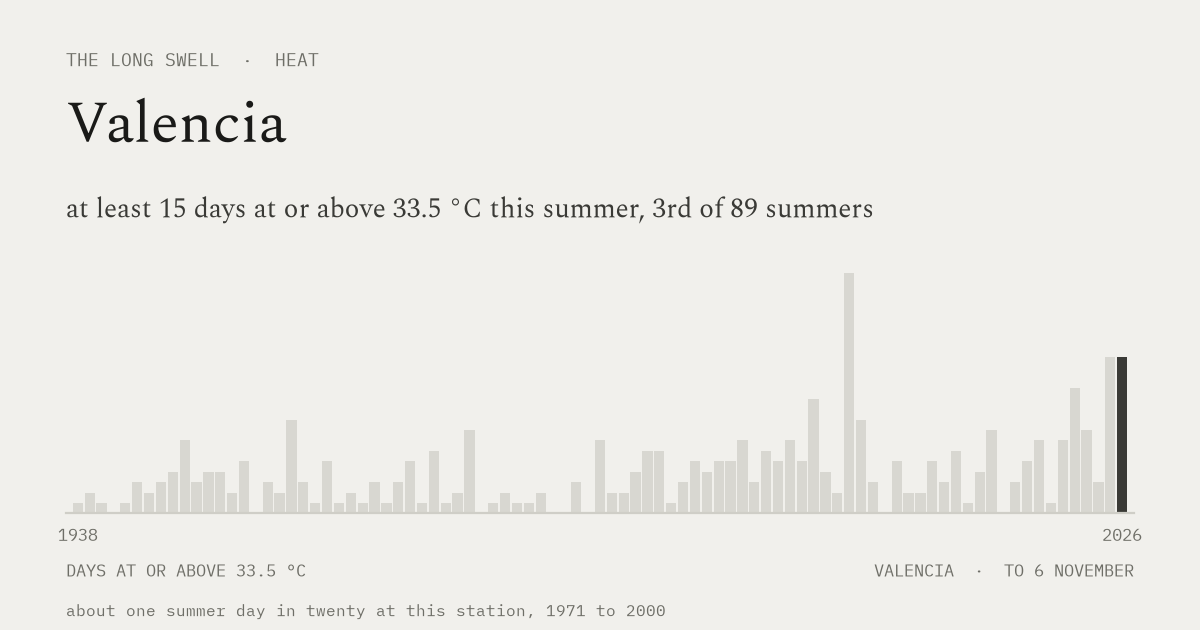 THE LONG SWELL · HEAT
Valencia
at least 15 days at or above 33.5 °C this summer, 3rd of 89 summers
1938
2026
DAYS AT OR ABOVE 33.5 °C
VALENCIA · TO 6 NOVEMBER
about one summer day in twenty at this station, 1971 to 2000